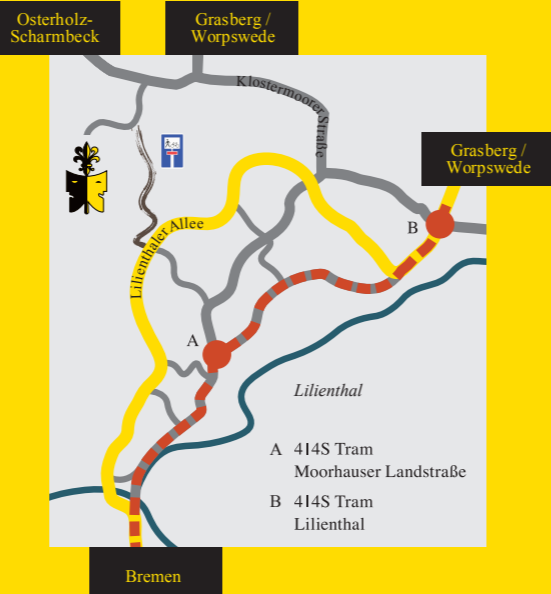 Osterholz-
Scharmbeck
Grasberg /
Worpswede
Klostermoorer
Straße
Grasberg /
Worpswede
B
Lilienthaler Allee
A
Lilienthal
A 414S Tram
Moorhauser Landstraße
B 414S Tram
Lilienthal
Bremen